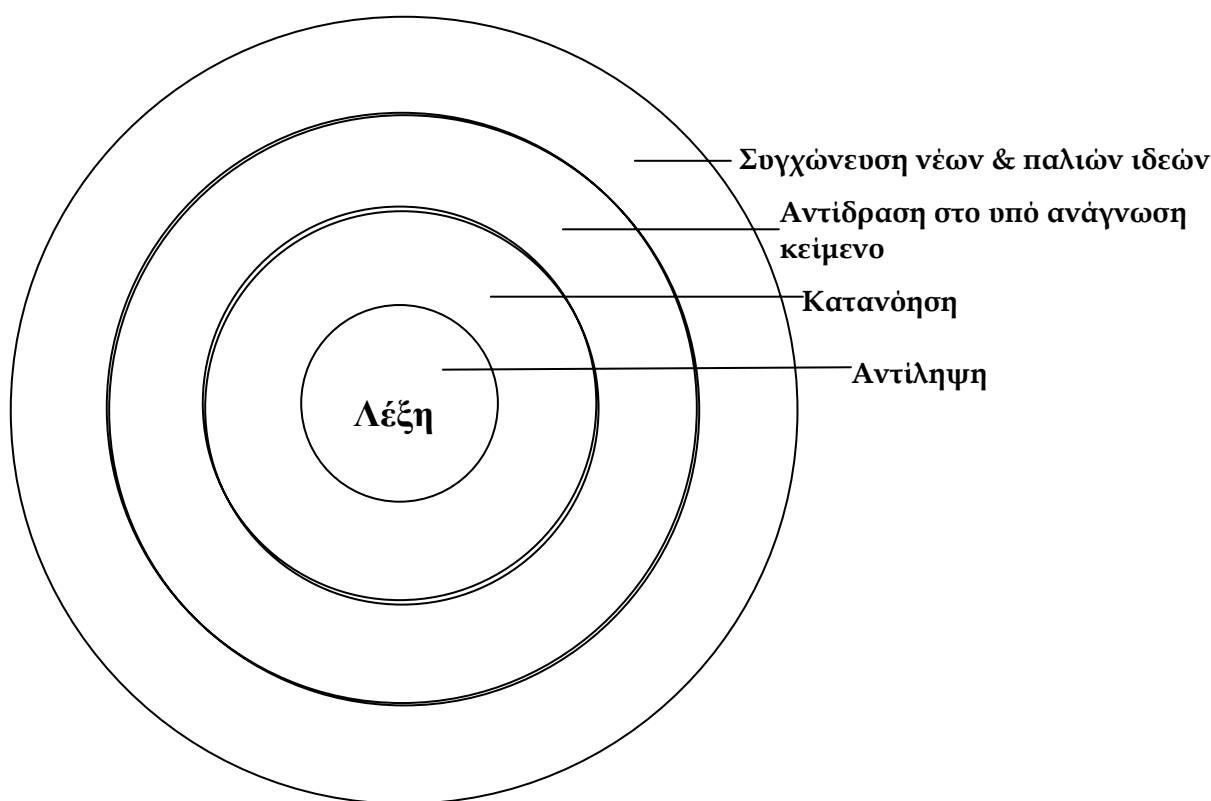 Συγχώνευση νέων & παλιών ιδεών
Αντίδραση στο υπό ανάγνωση
κείμενο
Κατανόηση
Αντίληψη
Λέξη